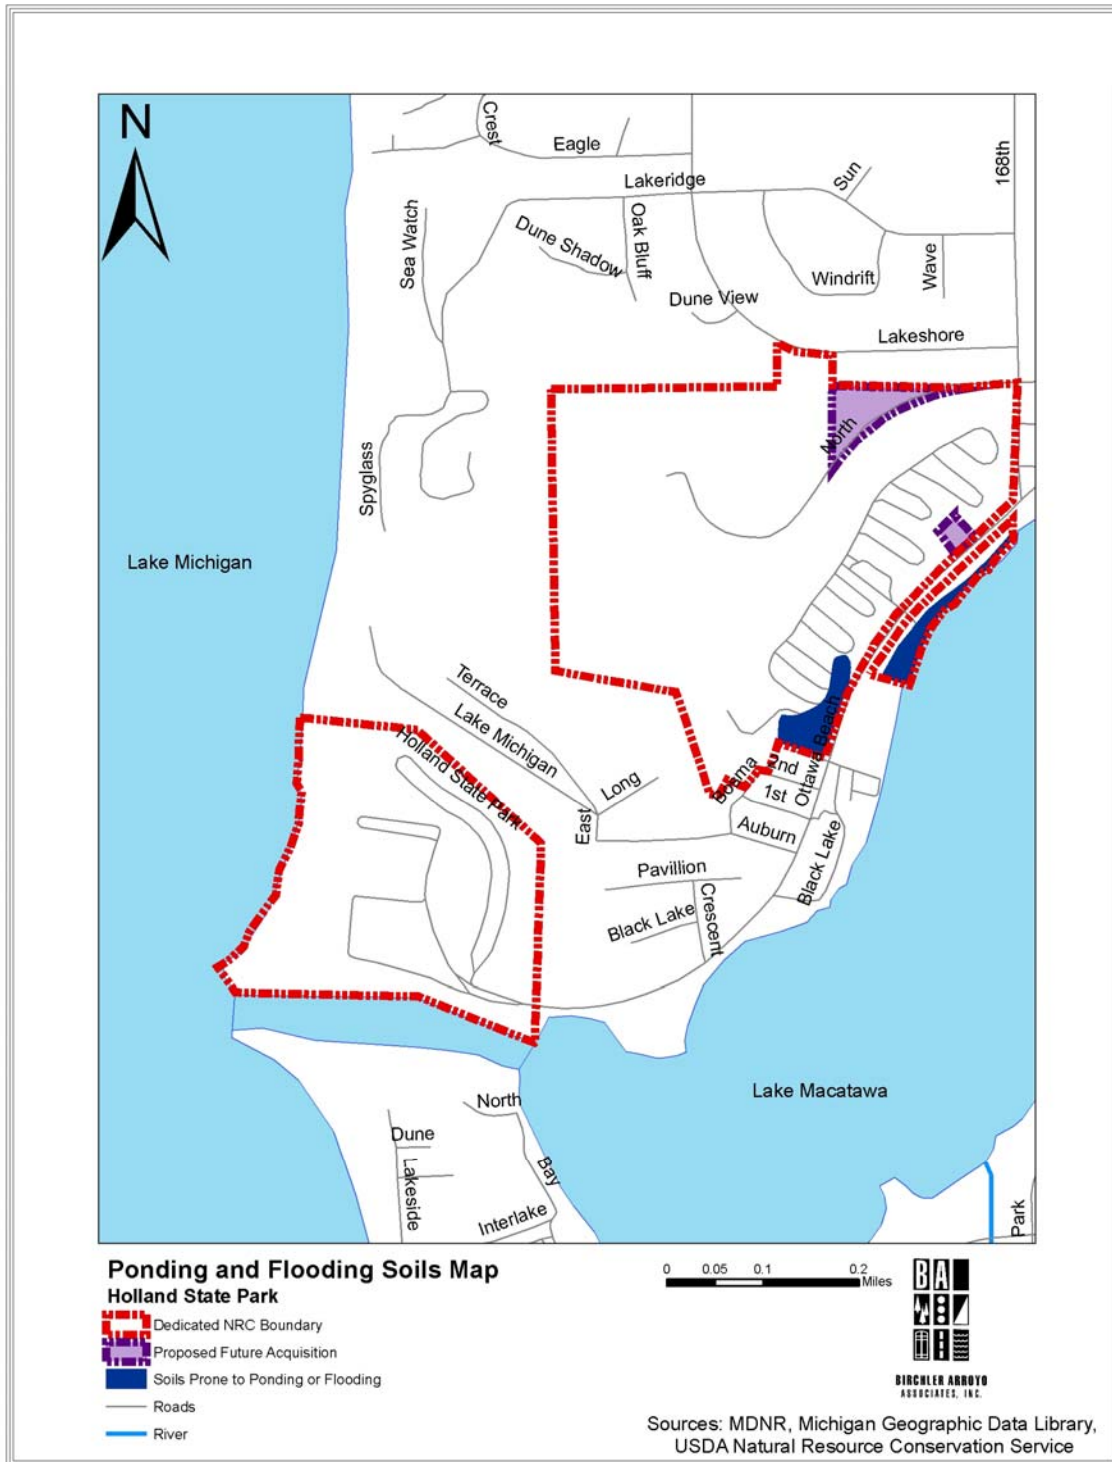 N
Crest
Eagle
168th
Lakeridge
Sun
Sea Watch
Dune Shadow
Oak Bluff
Windrift
Wave
Dune View
Lakeshore
North
Spyglass
Lake Michigan
Terrace
Lake Michigan
Holland State Park
Long
East
Bosma
2nd
1st
Ottawa Beach
Auburn
Black Lake
Pavillion
Crescent
Black Lake
Lake Macatawa
North
Dune
Lakeside
Bay
Interlake
Park
Ponding and Flooding Soils Map
Holland State Park
Dedicated NRC Boundary
Proposed Future Acquisition
Soils Prone to Ponding or Flooding
Roads
River
0 0.05 0.1 0.2
Miles
BA
BIRCHLER ARROYO
ASSOCIATES, INC.
Sources: MDNR, Michigan Geographic Data Library,
USDA Natural Resource Conservation Service